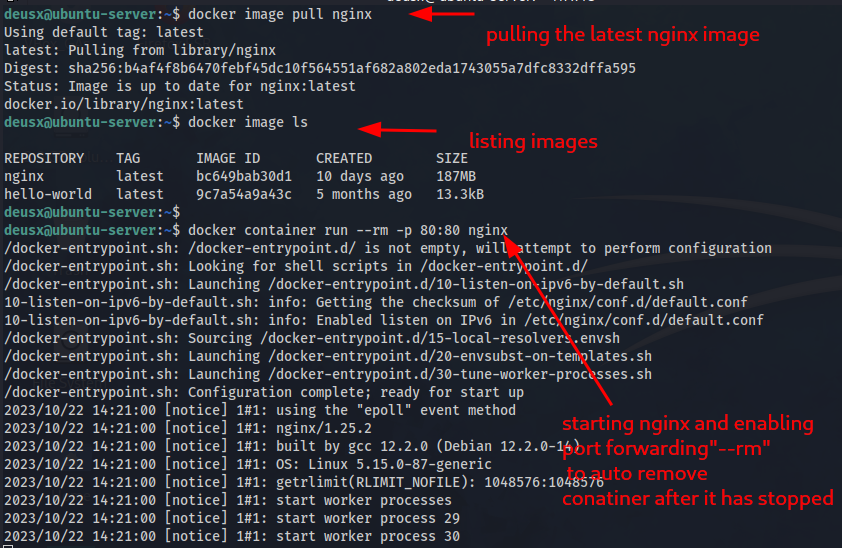 deusx@ubuntu-server:~$ docker image pull nginx
pulling the latest nginx image
Using default tag: latest
latest: Pulling from library/nginx
Digest: sha256:b4af4f8b6470febf45dc10f564551af682a802eda1743055a7dfc8332dffa595
Status: Image is up to date for nginx:latest
docker.io/library/nginx:latest
deusx@ubuntu-server:~$ docker image ls
listing images
REPOSITORY    TAG       IMAGE ID       CREATED        SIZE
nginx         latest    bc649bab30d1   10 days ago    187MB
hello-world   latest    9c7a54a9a43c   5 months ago   13.3kB
deusx@ubuntu-server:~$
deusx@ubuntu-server:~$ docker container run --rm -p 80:80 nginx
/docker-entrypoint.sh: /docker-entrypoint.d/ is not empty, will attempt to perform configuration
/docker-entrypoint.sh: Looking for shell scripts in /docker-entrypoint.d/
/docker-entrypoint.sh: Launching /docker-entrypoint.d/10-listen-on-ipv6-by-default.sh
10-listen-on-ipv6-by-default.sh: info: Getting the checksum of /etc/nginx/conf.d/default.conf
10-listen-on-ipv6-by-default.sh: info: Enabled listen on IPv6 in /etc/nginx/conf.d/default.conf
/docker-entrypoint.sh: Sourcing /docker-entrypoint.d/15-local-resolvers.envsh
/docker-entrypoint.sh: Launching /docker-entrypoint.d/20-envsubst-on-templates.sh
/docker-entrypoint.sh: Launching /docker-entrypoint.d/30-tune-worker-processes.sh
/docker-entrypoint.sh: Configuration complete; ready for start up
2023/10/22 14:21:00 [notice] 1#1: using the "epoll" event method
2023/10/22 14:21:00 [notice] 1#1: nginx/1.25.2
2023/10/22 14:21:00 [notice] 1#1: built by gcc 12.2.0 (Debian 12.2.0-14)
2023/10/22 14:21:00 [notice] 1#1: OS: Linux 5.15.0-87-generic
2023/10/22 14:21:00 [notice] 1#1: getrlimit(RLIMIT_NOFILE): 1048576:1048576
2023/10/22 14:21:00 [notice] 1#1: start worker processes
2023/10/22 14:21:00 [notice] 1#1: start worker process 29
2023/10/22 14:21:00 [notice] 1#1: start worker process 30
starting nginx and enabling
port forwarding"--rm"
to auto remove
conatiner after it has stopped